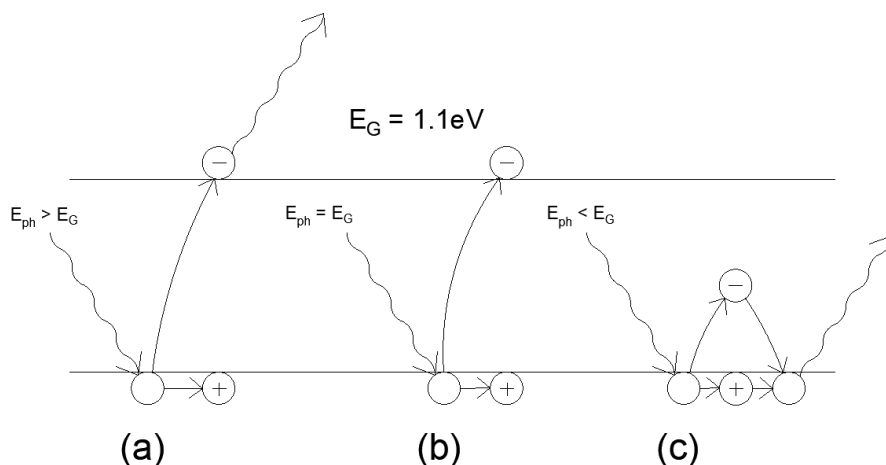 E_G = 1.1eV
−
−
E_ph > E_G
E_ph = E_G
E_ph < E_G
−
+
+
+
(a)
(b)
(c)